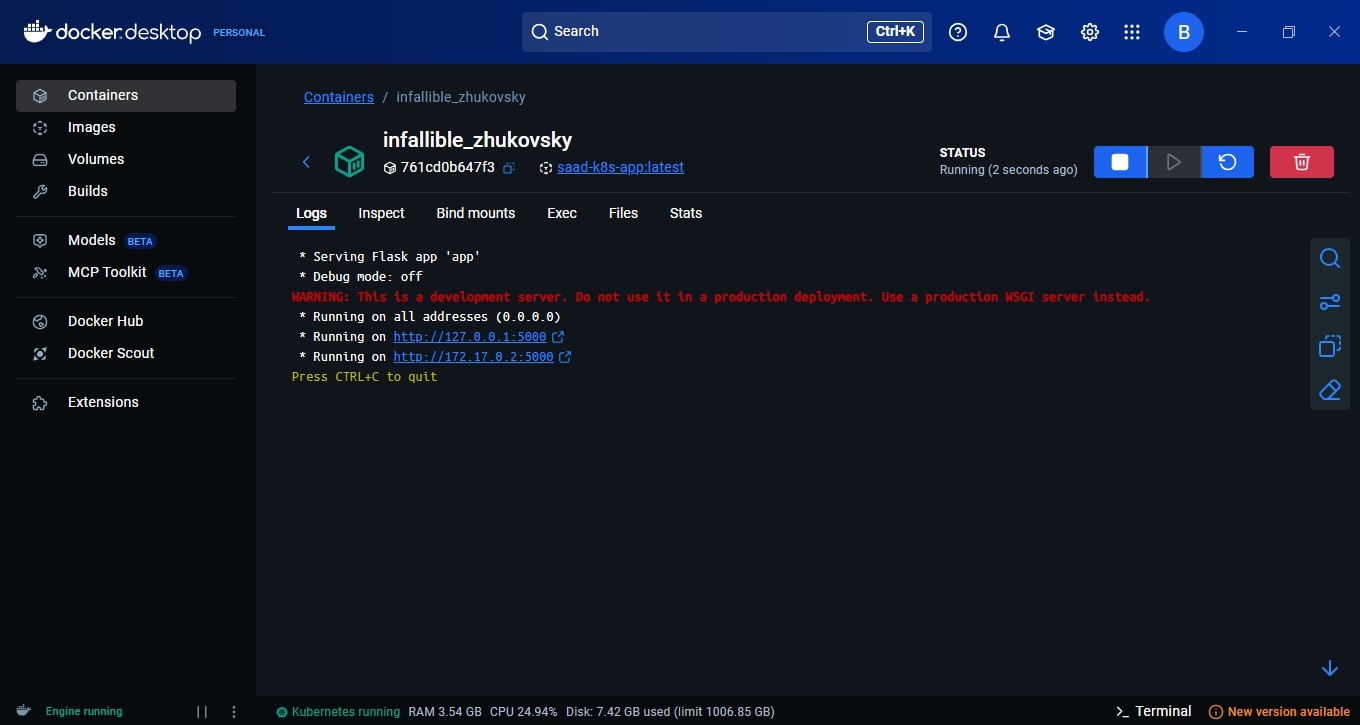 docker.desktop PERSONAL
Search
Ctrl+K
B
Containers
Images
Volumes
Builds
Models BETA
MCP Toolkit BETA
Docker Hub
Docker Scout
Extensions
Containers / infallible_zhukovsky
infallible_zhukovsky
761cd0b647f3
saad-k8s-app:latest
STATUS
Running (2 seconds ago)
Logs
Inspect
Bind mounts
Exec
Files
Stats
* Serving Flask app 'app'
* Debug mode: off
WARNING: This is a development server. Do not use it in a production deployment. Use a production WSGI server instead.
* Running on all addresses (0.0.0.0)
* Running on http://127.0.0.1:5000
* Running on http://172.17.0.2:5000
Press CTRL+C to quit
Engine running
Kubernetes running
RAM 3.54 GB CPU 24.94% Disk: 7.42 GB used (limit 1006.85 GB)
>_ Terminal
New version available